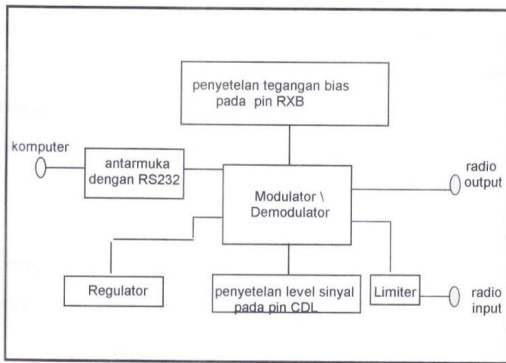 penyetelan tegangan bias
pada pin RXB
komputer
antarmuka
dengan RS232
radio
output
Modulator \
Demodulator
Regulator
penyetelan level sinyal
pada pin CDL
Limiter
radio
input